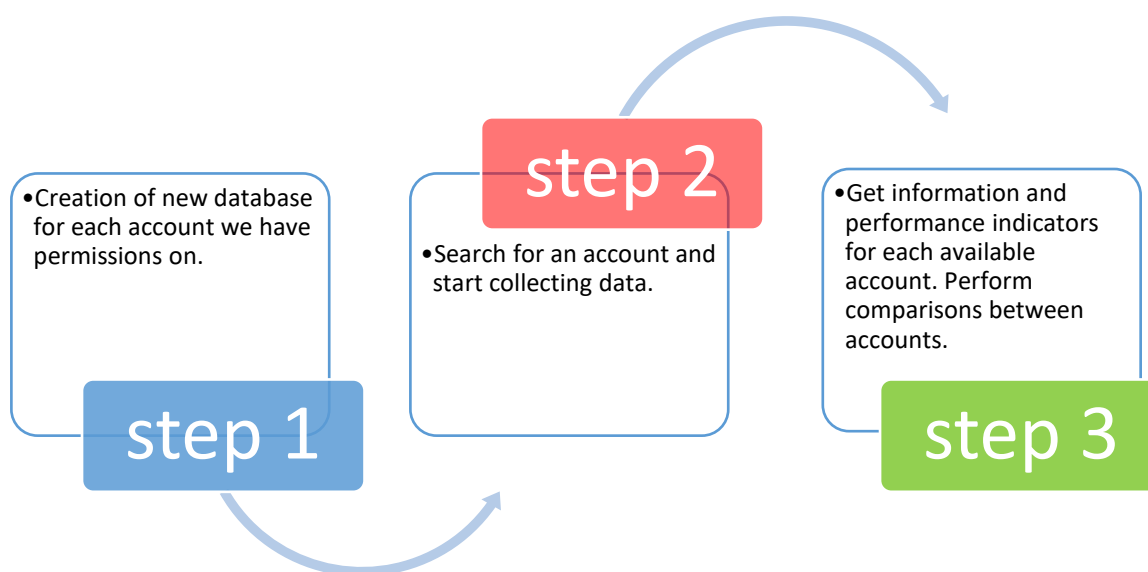 •Creation of new database
for each account we have
permissions on.
step 1
step 2
•Search for an account and
start collecting data.
•Get information and
performance indicators
for each available
account. Perform
comparisons between
accounts.
step 3